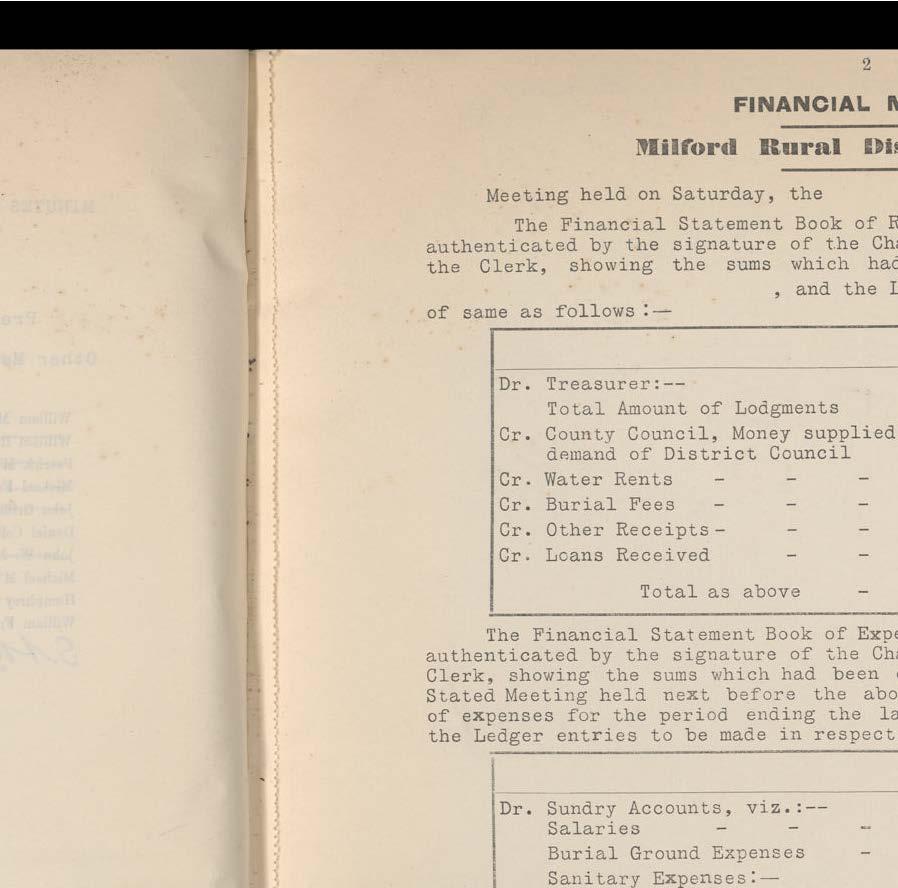 2
FINANCIAL
Milford Rural
Meeting held on Saturday, the
The Financial Statement Book of
authenticated by the signature of the
the Clerk, showing the sums which had
, and the
of same as follows:—
Dr. Treasurer:--
Total Amount of Lodgments
Cr. County Council, Money supplied
demand of District Council
Cr. Water Rents - - -
Cr. Burial Fees - - -
Cr. Other Receipts - - -
Cr. Loans Received - -
Total as above -
The Financial Statement Book of
authenticated by the signature of the
Clerk, showing the sums which had been
Stated Meeting held next before the
of expenses for the period ending the
the Ledger entries to be made in respect
Dr. Sundry Accounts, viz.:--
Salaries - - -
Burial Ground Expenses -
Sanitary Expenses:—